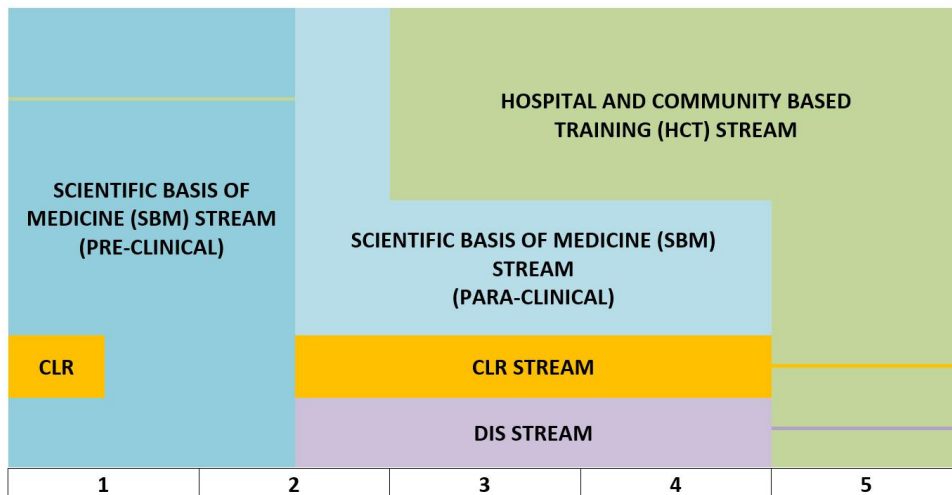 HOSPITAL AND COMMUNITY BASED
TRAINING (HCT) STREAM
SCIENTIFIC BASIS OF
MEDICINE (SBM) STREAM
(PRE-CLINICAL)
SCIENTIFIC BASIS OF MEDICINE (SBM)
STREAM
(PARA-CLINICAL)
CLR
CLR STREAM
DIS STREAM
1 2 3 4 5